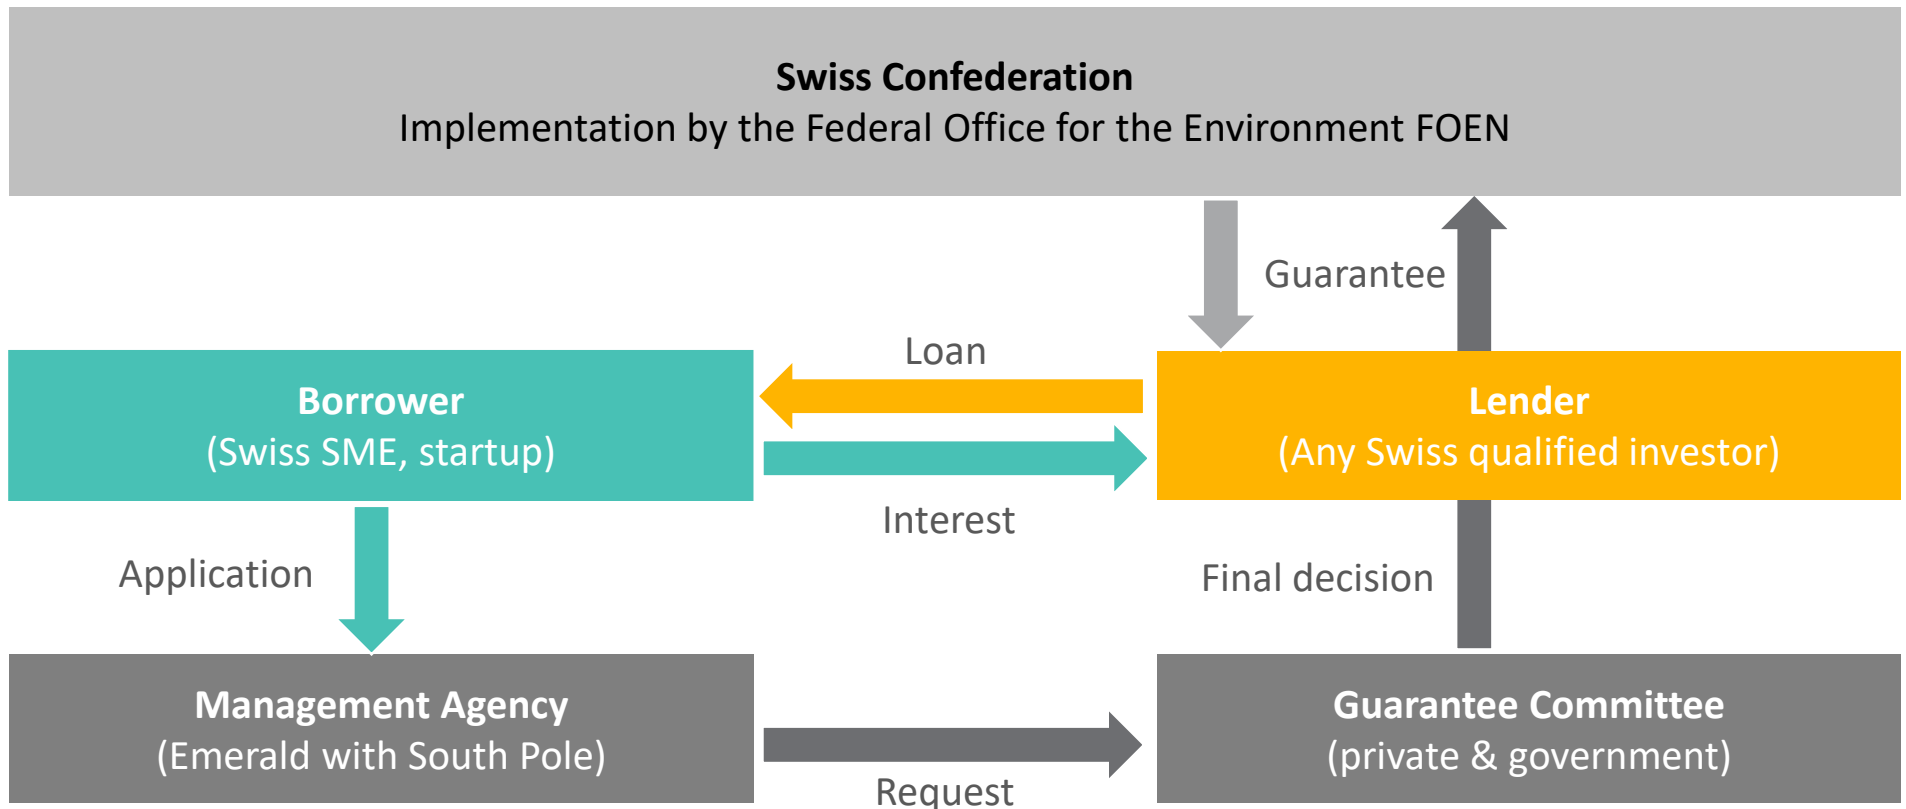 Swiss Confederation
Implementation by the Federal Office for the Environment FOEN
Guarantee
Loan
Borrower
(Swiss SME, startup)
Lender
(Any Swiss qualified investor)
Interest
Application
Final decision
Management Agency
(Emerald with South Pole)
Guarantee Committee
(private & government)
Request